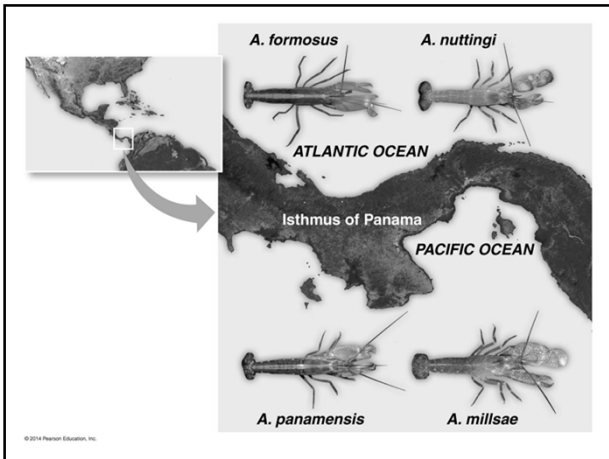 A. formosus
A. nuttingi
ATLANTIC OCEAN
Isthmus of Panama
PACIFIC OCEAN
A. panamensis
A. millsae
© 2014 Pearson Education, Inc.